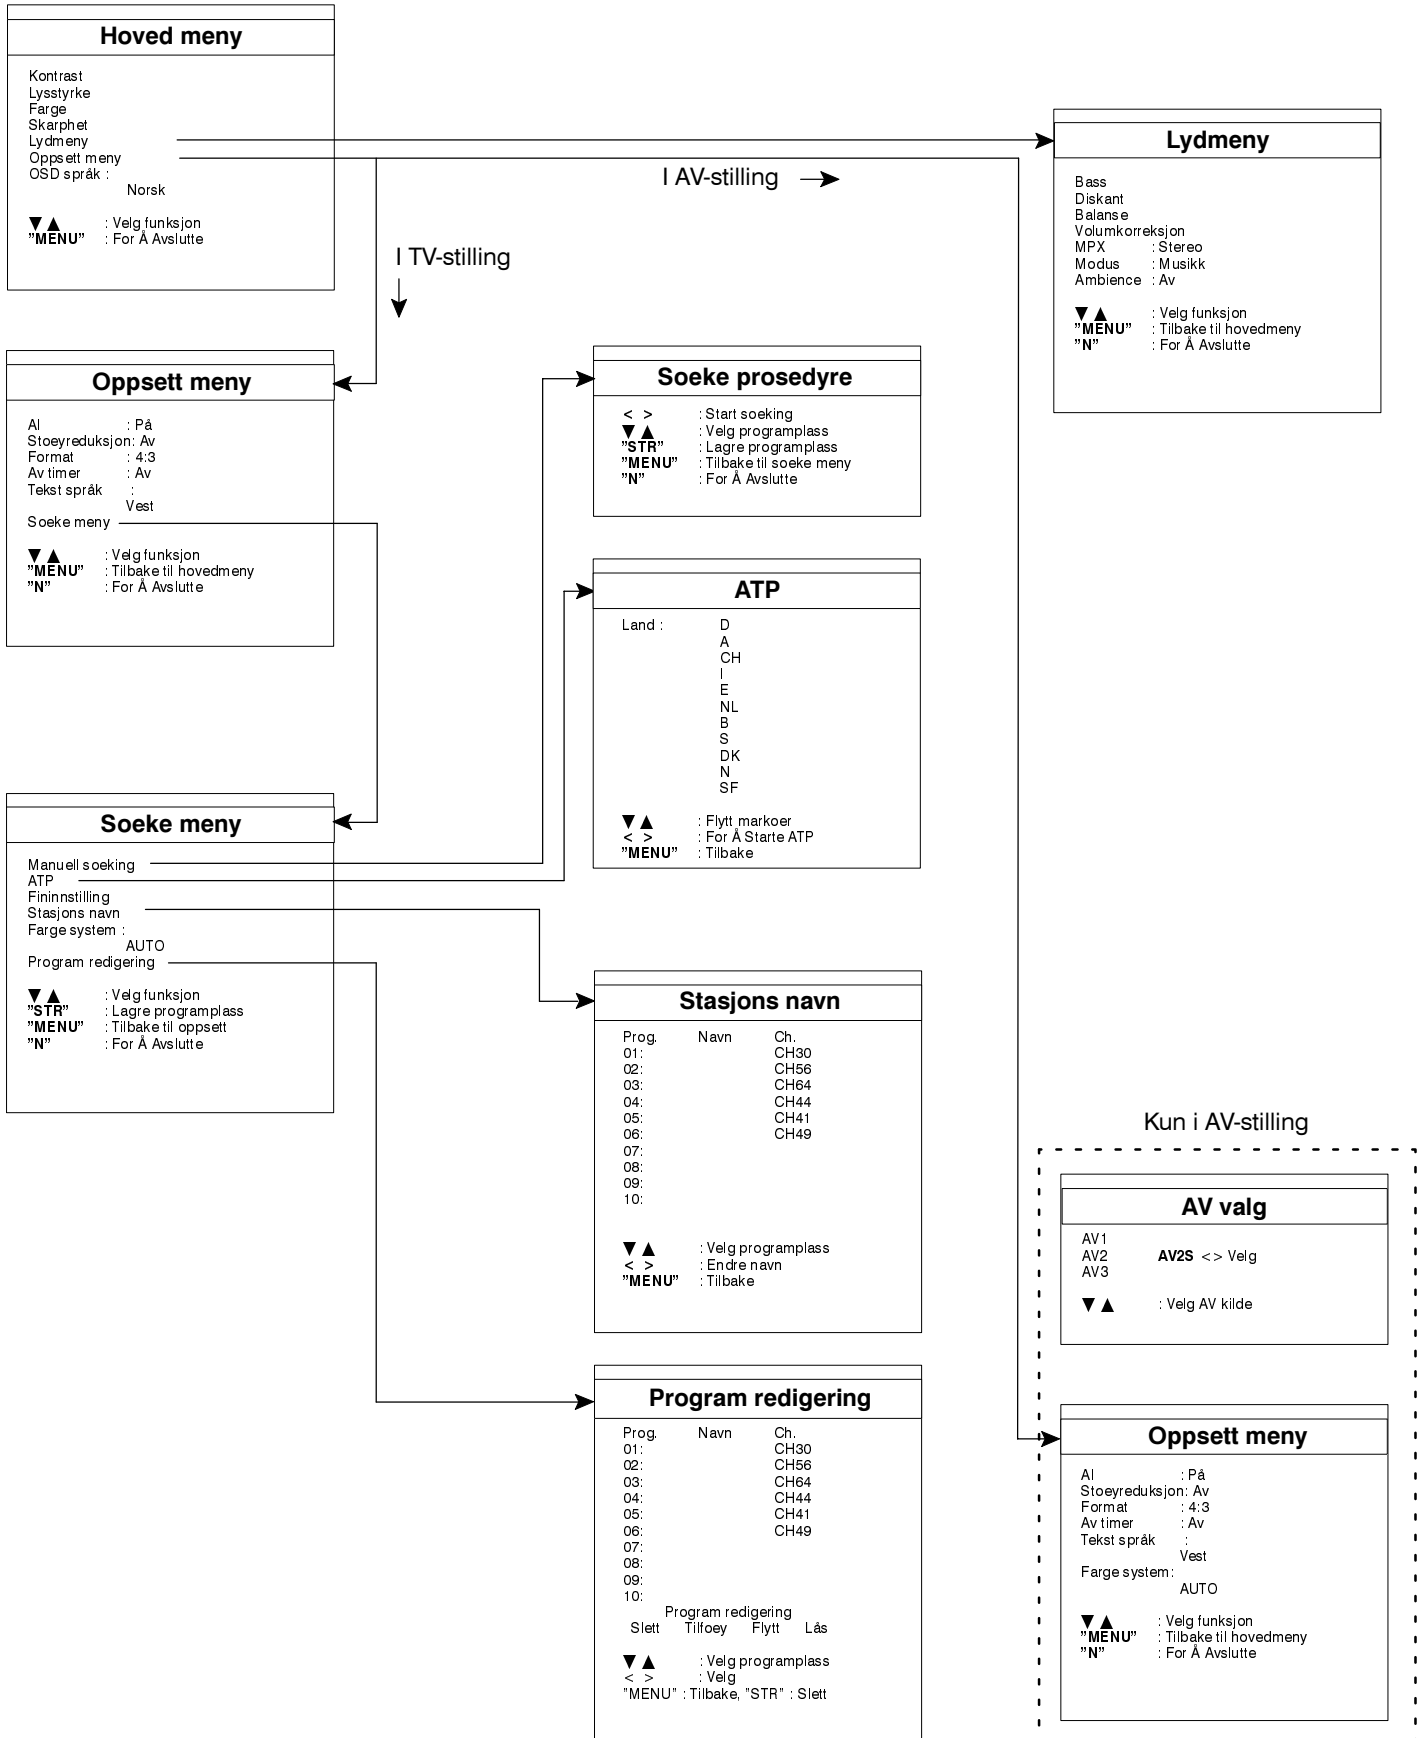 Hoved meny
Kontrast
Lysstyrke
Farge
Skarphet
Lydmeny
Oppsett meny
OSD språk :
Norsk
▼ ▲ : Velg funksjon
"MENU" : For Å Avslutte
I AV-stilling
I TV-stilling
Lydmeny
Bass
Diskant
Balanse
Volumkorreksjon
MPX : Stereo
Modus : Musikk
Ambience : Av
▼ ▲ : Velg funksjon
"MENU" : Tilbake til hovedmeny
"N" : For Å Avslutte
Oppsett meny
AI : På
Stoeyreduksjon: Av
Format : 4:3
Av timer : Av
Tekst språk :
Vest
Soeke meny
▼ ▲ : Velg funksjon
"MENU" : Tilbake til hovedmeny
"N" : For Å Avslutte
Soeke prosedyre
< > : Start soeking
▼ ▲ : Velg programplass
"STR" : Lagre programplass
"MENU" : Tilbake til soeke meny
"N" : For Å Avslutte
ATP
Land : D
A
CH
I
E
NL
B
S
DK
N
SF
▼ ▲ : Flytt markoer
< > : For Å Starte ATP
"MENU" : Tilbake
Soeke meny
Manuell soeking
ATP
Fininnstilling
Stasjons navn
Farge system :
AUTO
Program redigering
▼ ▲ : Velg funksjon
"STR" : Lagre programplass
"MENU" : Tilbake til oppsett
"N" : For Å Avslutte
Stasjons navn
Prog. Navn Ch.
01: CH30
02: CH56
03: CH64
04: CH44
05: CH41
06: CH49
07:
08:
09:
10:
▼ ▲ : Velg programplass
< > : Endre navn
"MENU" : Tilbake
Program redigering
Prog. Navn Ch.
01: CH30
02: CH56
03: CH64
04: CH44
05: CH41
06: CH49
07:
08:
09:
10:
Program redigering
Slett Tilfoey Flytt Lås
▼ ▲ : Velg programplass
< > : Velg
"MENU" : Tilbake, "STR" : Slett
Kun i AV-stilling
AV valg
AV1
AV2 AV2S < > Velg
AV3
▼ ▲ : Velg AV kilde
Oppsett meny
AI : På
Stoeyreduksjon: Av
Format : 4:3
Av timer : Av
Tekst språk :
Vest
Farge system:
AUTO
▼ ▲ : Velg funksjon
"MENU" : Tilbake til hovedmeny
"N" : For Å Avslutte